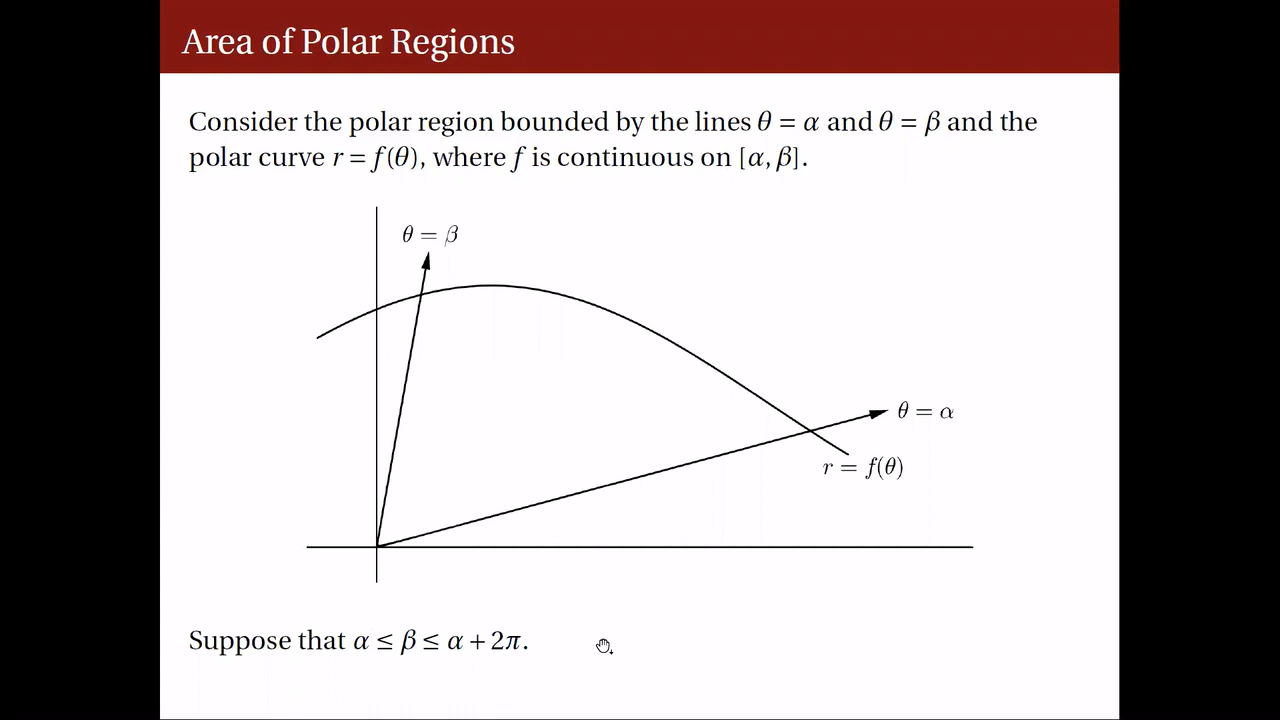 Area of Polar Regions
Consider the polar region bounded by the lines θ = α and θ = β and the
polar curve r = f(θ), where f is continuous on [α, β].
θ = β
θ = α
r = f(θ)
Suppose that α ≤ β ≤ α + 2π.